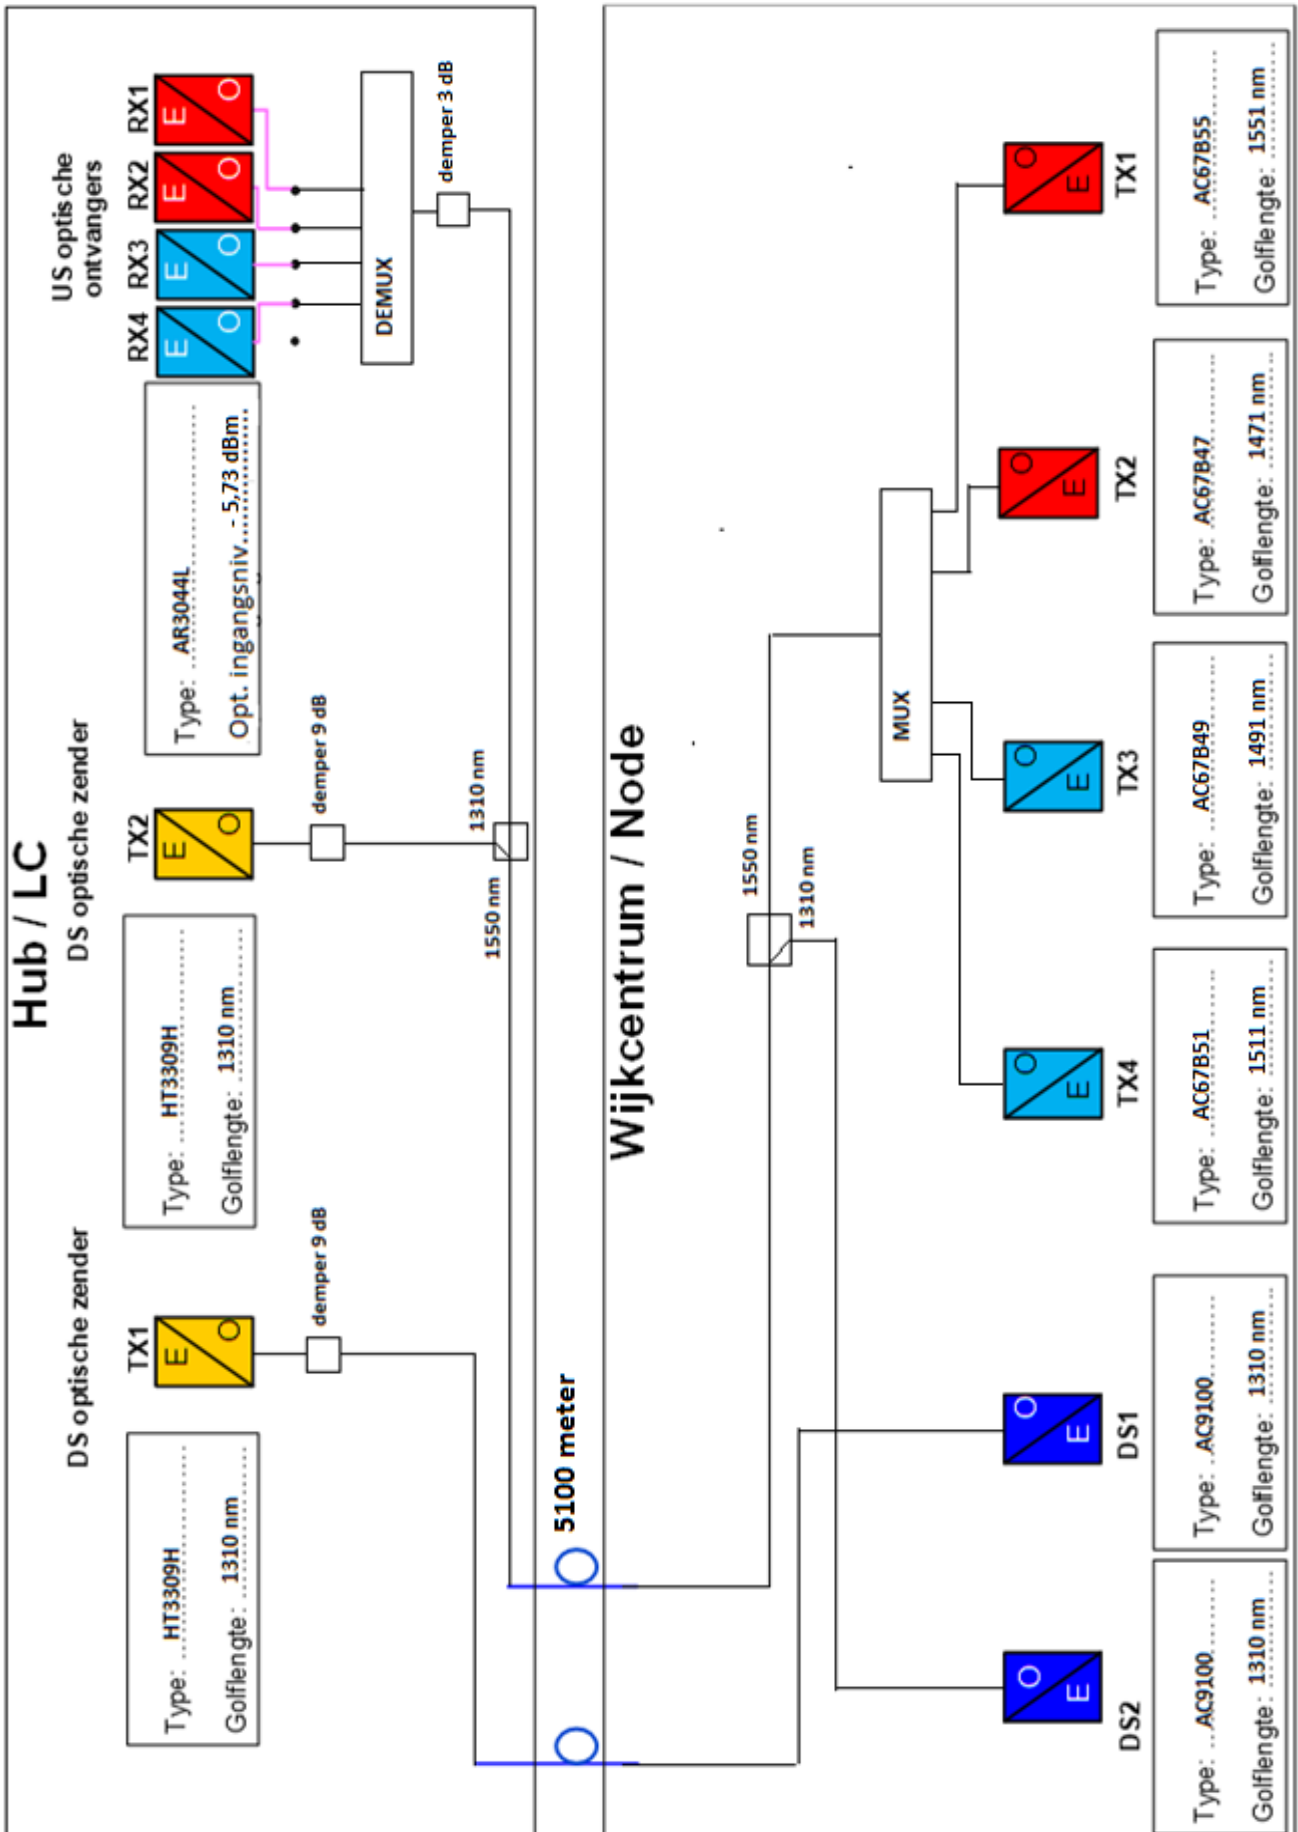 Hub / LC
DS optische zender
DS optische zender
US optische
ontvangers
TX1
E
O
TX2
E
O
RX4
E
O
RX3
E
O
RX2
E
O
RX1
E
O
Type: ...HT3309H
Golflengte: 1310 nm
Type: ...HT3309H
Golflengte: 1310 nm
Type: ...AR3044L
Opt. ingangsniv...- 5,73 dBm
demper 9 dB
demper 9 dB
DEMUX
demper 3 dB
1550 nm
1310 nm
5100 meter
Wijkcentrum / Node
1550 nm
1310 nm
MUX
O
E
O
E
O
E
O
E
O
E
O
E
DS2
DS1
TX4
TX3
TX2
TX1
Type: ...AC9100
Golflengte: 1310 nm
Type: ...AC9100
Golflengte: 1310 nm
Type: ...AC67B51
Golflengte: 1511 nm
Type: ...AC67B49
Golflengte: 1491 nm
Type: ...AC67B47
Golflengte: 1471 nm
Type: ...AC67B55
Golflengte: 1551 nm